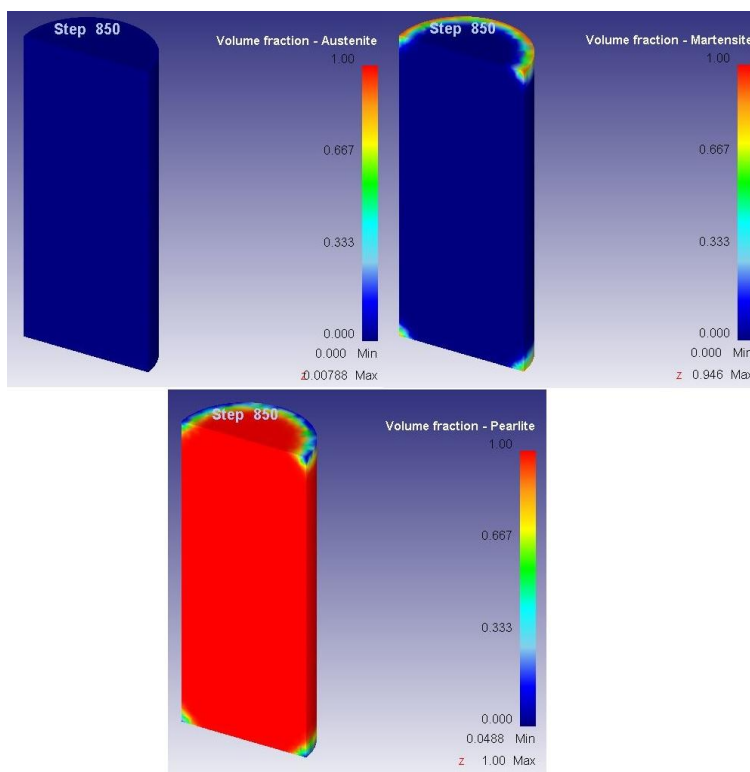 Step 850
Volume fraction - Austenite
1.00
0.667
0.333
0.000
0.000 Min
z 0.00788 Max
Step 850
Volume fraction - Martensite
1.00
0.667
0.333
0.000
0.000 Min
z 0.946 Max
Step 850
Volume fraction - Pearlite
1.00
0.667
0.333
0.000
0.0488 Min
z 1.00 Max